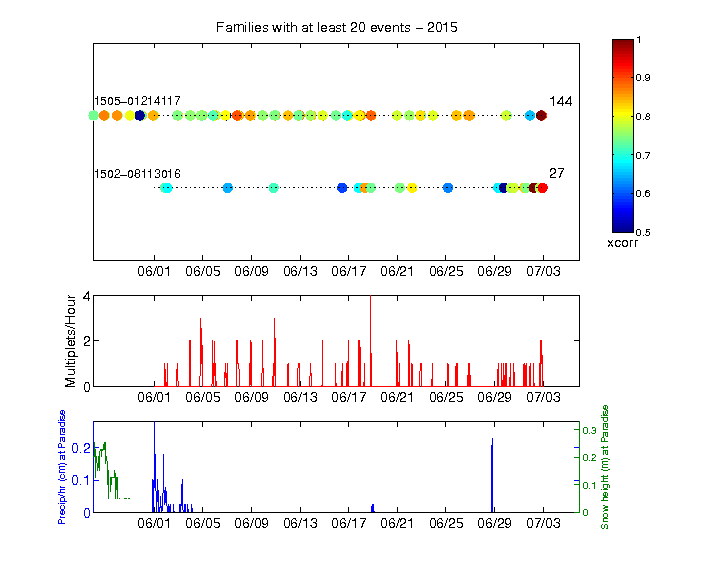 Families with at least 20 events – 2015
1505–01214117
144
1502–08113016
27
06/01 06/05 06/09 06/13 06/17 06/21 06/25 06/29 07/03
1
0.9
0.8
0.7
0.6
0.5
xcorr
Multiplets/Hour
4
2
0
06/01 06/05 06/09 06/13 06/17 06/21 06/25 06/29 07/03
Precip/hr (cm) at Paradise
0.2
0.1
0
0.3
0.2
0.1
0
Snow height (m) at Paradise
06/01 06/05 06/09 06/13 06/17 06/21 06/25 06/29 07/03